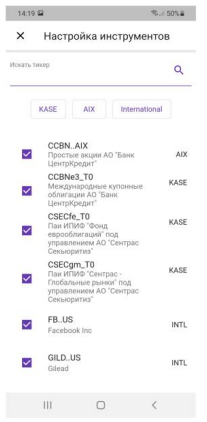 14:19
50%
Настройка инструментов
Искать тикер
KASE
AIX
International
CCBN..AIX
Простые акции АО "Банк
ЦентрКредит"
AIX
CCBNe3_T0
Международные купонные
облигации АО "Банк
ЦентрКредит"
KASE
CSECfe_T0
Паи ИПИФ "Фонд
еврооблигаций" под
управлением АО "Сентрас
Секьюритиз"
KASE
CSECgm_T0
Паи ИПИФ "Сентрас -
Глобальные рынки" под
управлением АО "Сентрас
Секьюритиз"
KASE
FB..US
Facebook Inc
INTL
GILD..US
Gilead
INTL